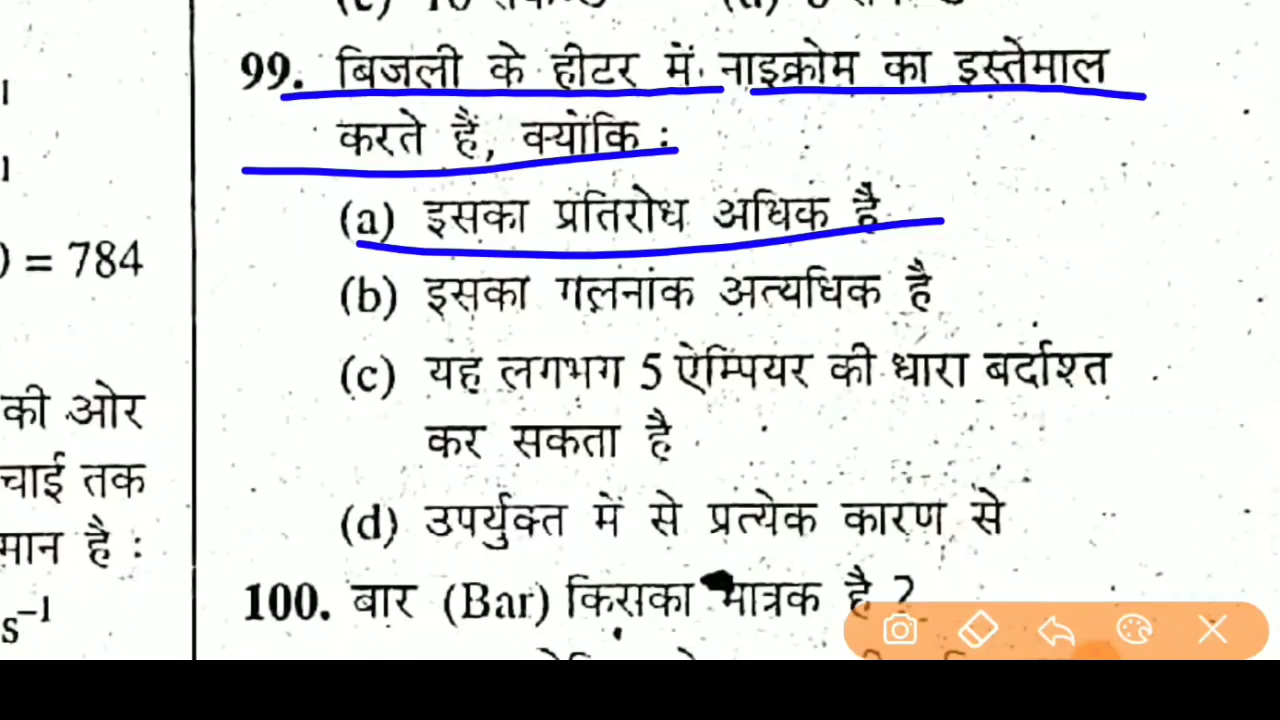 99. बिजली के हीटर में नाइक्रोम का इस्तेमाल
करते हैं, क्योंकि :
(a) इसका प्रतिरोध अधिक है
(b) इसका गलनांक अत्यधिक है
(c) यह लगभग 5 ऐम्पियर की धारा बर्दाश्त
कर सकता है
(d) उपर्युक्त में से प्रत्येक कारण से
100. बार (Bar) किसका मात्रक है ?
) = 784
की ओर
चाई तक
मान है :
s⁻¹